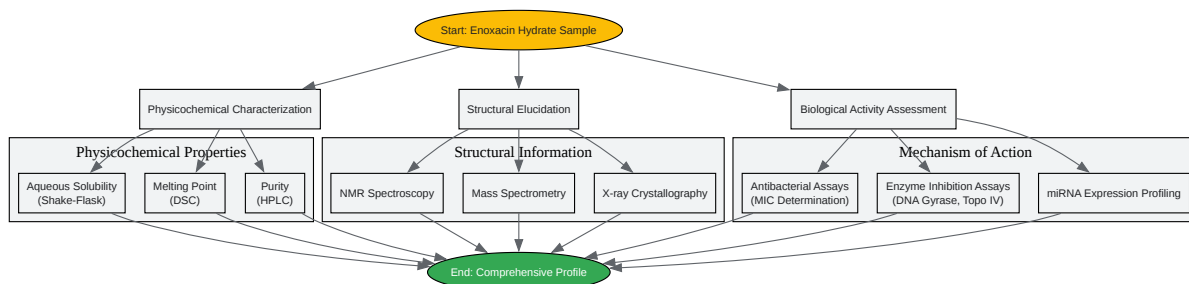 Start: Enoxacin Hydrate Sample
Physicochemical Characterization
Structural Elucidation
Biological Activity Assessment
Physicochemical Properties
Structural Information
Mechanism of Action
Aqueous Solubility
(Shake-Flask)
Melting Point
(DSC)
Purity
(HPLC)
NMR Spectroscopy
Mass Spectrometry
X-ray Crystallography
Antibacterial Assays
(MIC Determination)
Enzyme Inhibition Assays
(DNA Gyrase, Topo IV)
miRNA Expression Profiling
End: Comprehensive Profile